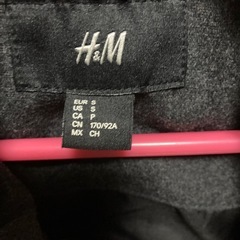 H&M
EUR S
US S
CA P
CN 170/92A
MX CH